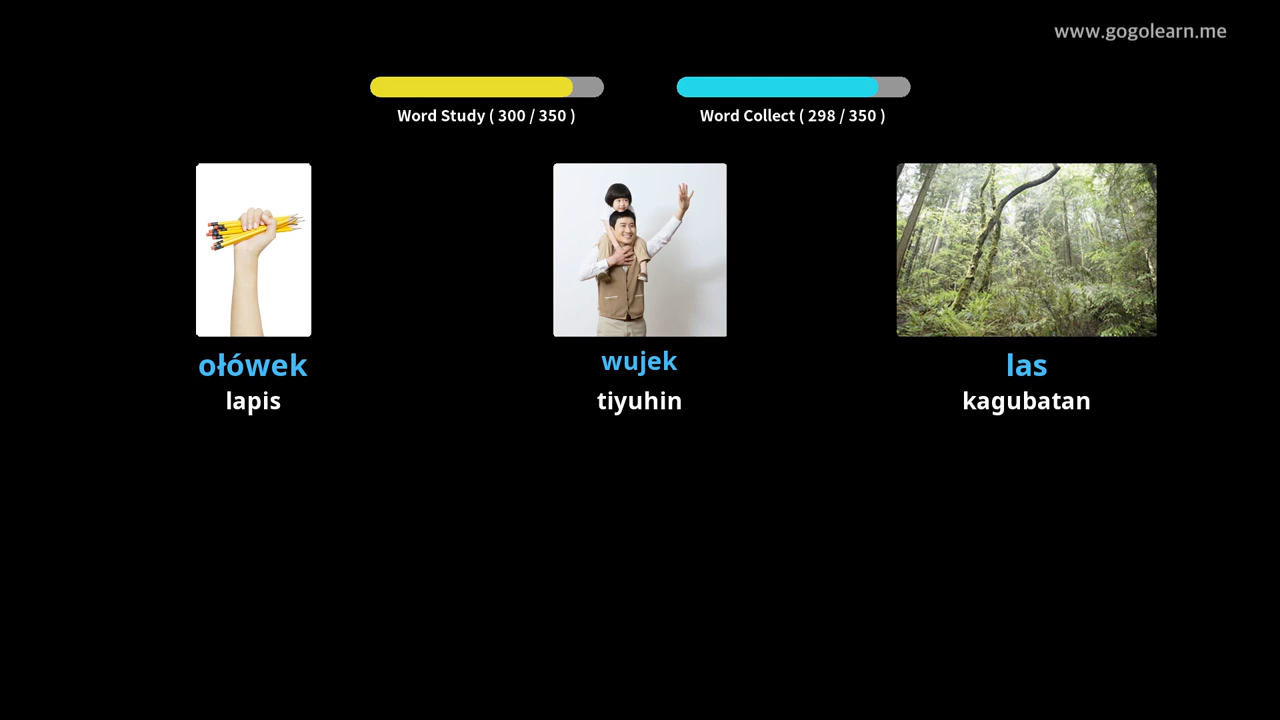 www.gogolearn.me
Word Study ( 300 / 350 )
Word Collect ( 298 / 350 )
ołówek
lapis
wujek
tiyuhin
las
kagubatan